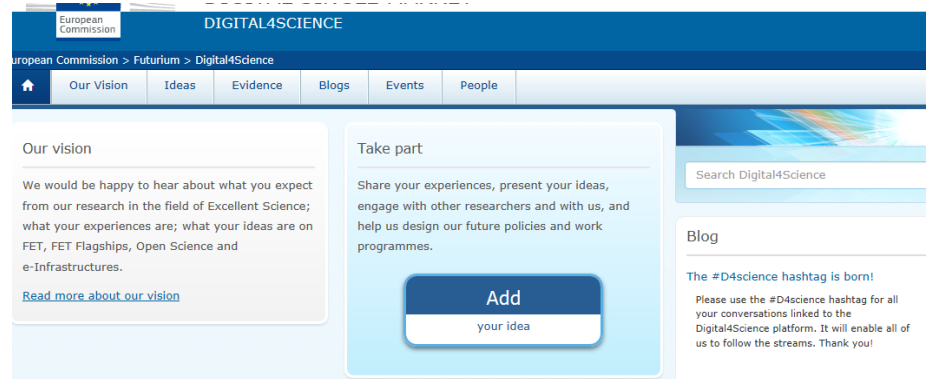 European
Commission
DIGITAL4SCIENCE
uropean Commission > Futurium > Digital4Science
Our Vision
Ideas
Evidence
Blogs
Events
People
Our vision
We would be happy to hear about what you expect
from our research in the field of Excellent Science;
what your experiences are; what your ideas are on
FET, FET Flagships, Open Science and
e-Infrastructures.
Read more about our vision
Take part
Share your experiences, present your ideas,
engage with other researchers and with us, and
help us design our future policies and work
programmes.
Add
your idea
Search Digital4Science
Blog
The #D4science hashtag is born!
Please use the #D4science hashtag for all
your conversations linked to the
Digital4Science platform. It will enable all of
us to follow the streams. Thank you!